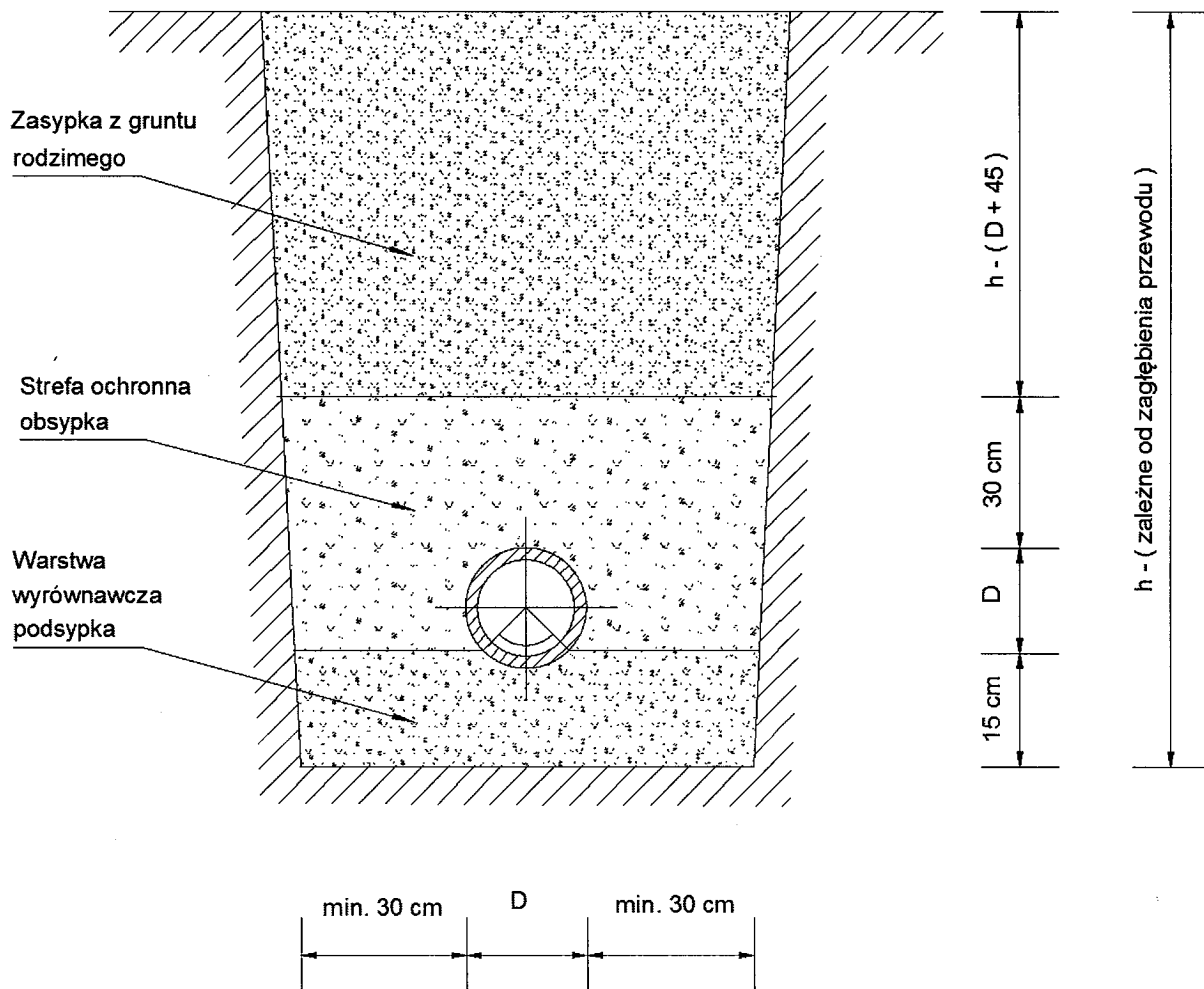 Zasypka z gruntu
rodzimego
Strefa ochronna
obsypka
Warstwa
wyrównawcza
podsypka
h - ( D + 45 )
30 cm
D
15 cm
h - ( zależne od zagłębienia przewodu )
min. 30 cm
D
min. 30 cm